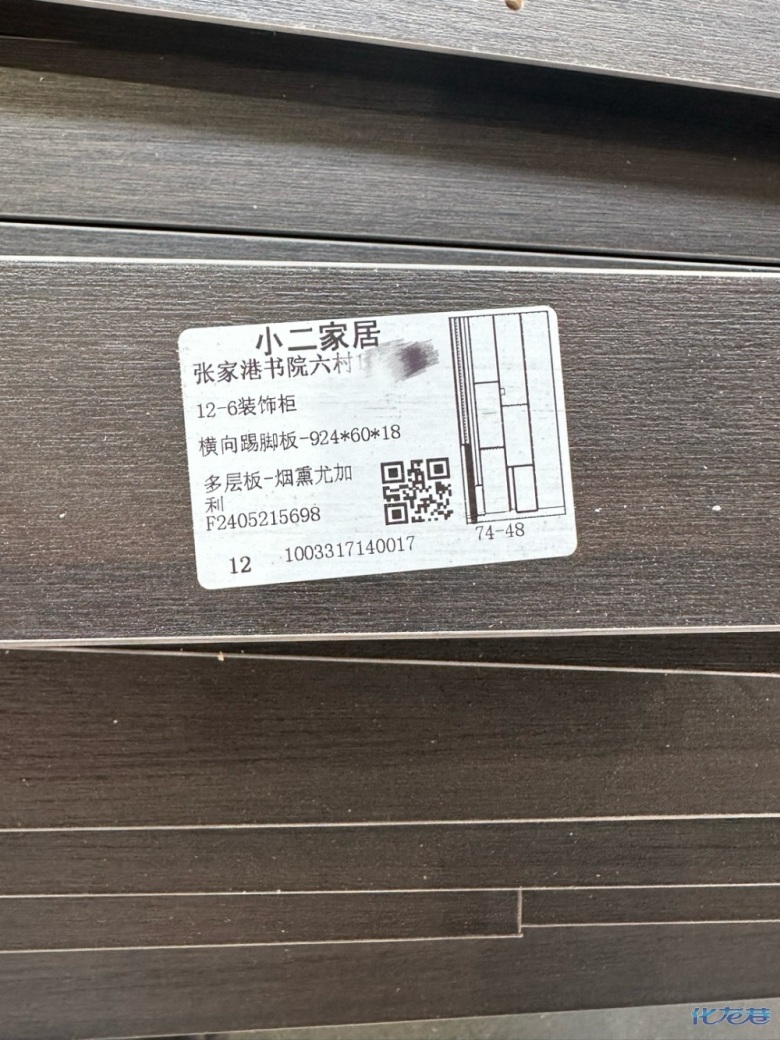 小二家居
张家港书院六村
12-6装饰柜
横向踢脚板-924*60*18
多层板-烟熏尤加
利
F2405215698
12 1003317140017
74-48
化龙巷